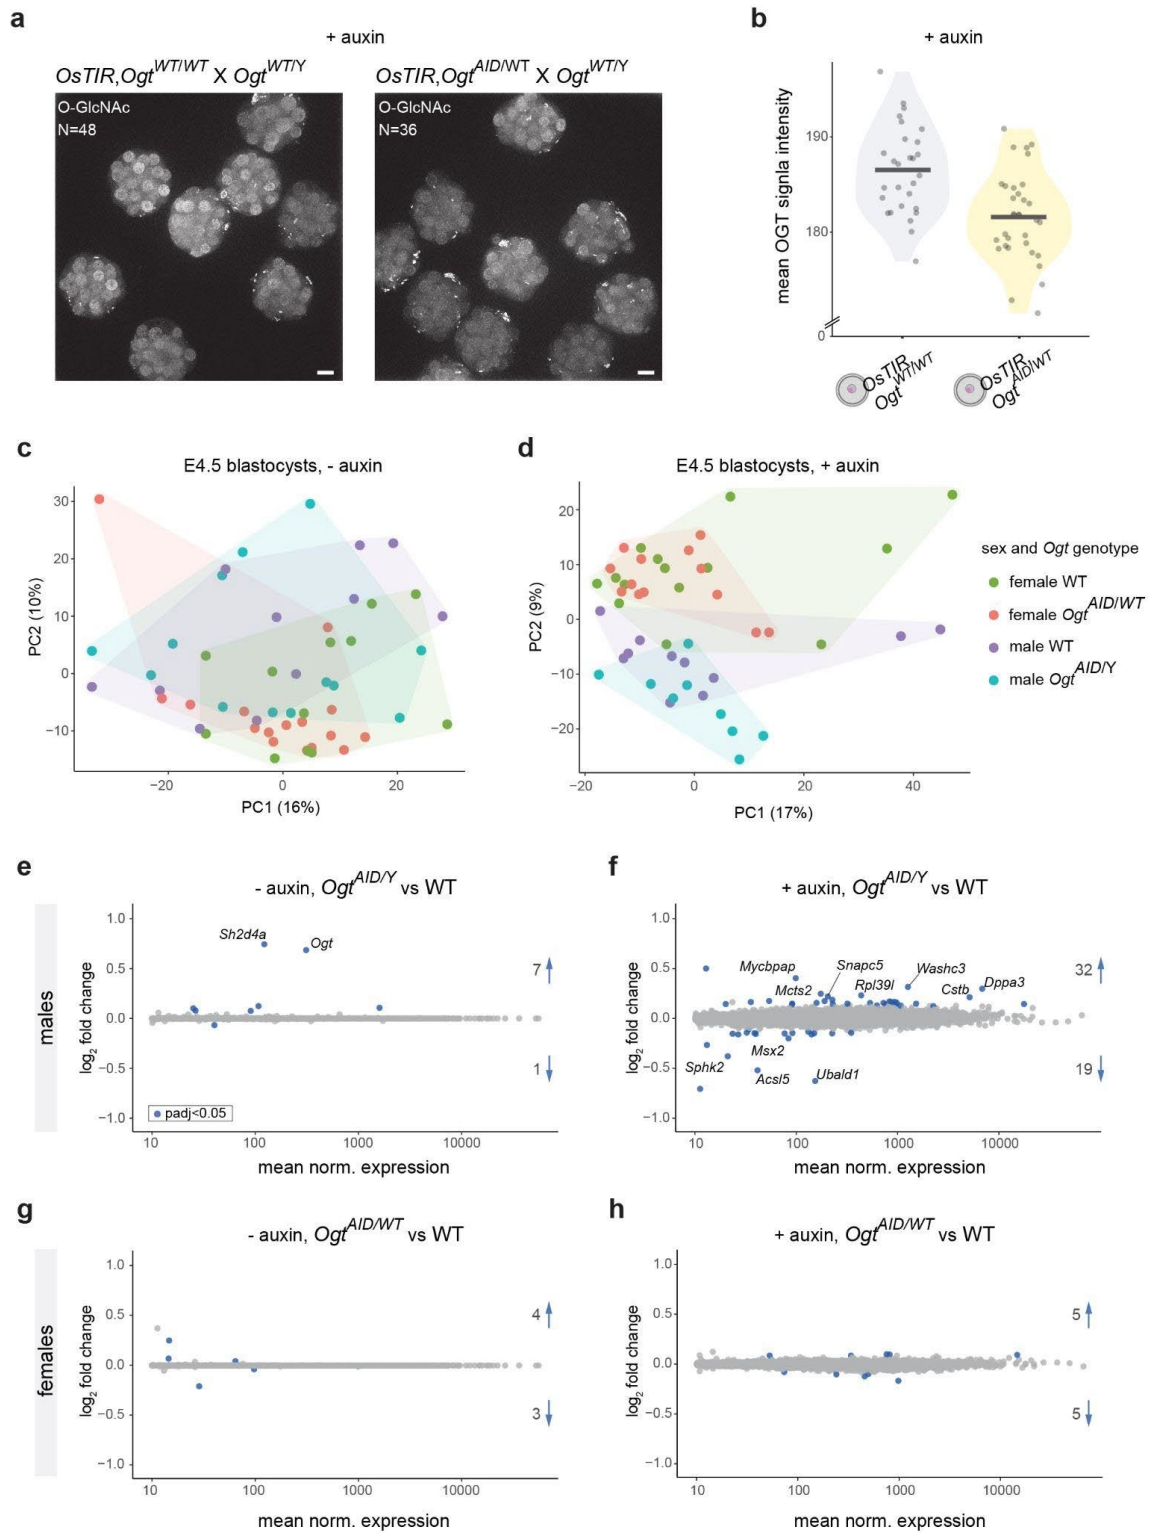 a
+ auxin
OsTIR,Ogt^WT/WT X Ogt^WT/Y
OsTIR,Ogt^AID/WT X Ogt^WT/Y
O-GlcNAc
N=48
O-GlcNAc
N=36
b
+ auxin
mean OGT signla intensity
190
180
0
OsTIR
Ogt^WT/WT
OsTIR
Ogt^AID/WT
c
E4.5 blastocysts, - auxin
PC2 (10%)
30
20
10
0
−10
−20
0
20
PC1 (16%)
d
E4.5 blastocysts, + auxin
PC2 (9%)
20
10
0
−10
−20
−20
0
20
40
PC1 (17%)
sex and Ogt genotype
female WT
female Ogt^AID/WT
male WT
male Ogt^AID/Y
e
- auxin, Ogt^AID/Y vs WT
males
log2 fold change
1.0
0.5
0.0
−0.5
−1.0
Sh2d4a
Ogt
7
1
padj<0.05
10
100
1000
10000
mean norm. expression
f
+ auxin, Ogt^AID/Y vs WT
log2 fold change
1.0
0.5
0.0
−0.5
−1.0
Mycbpap
Snapc5
Washc3
Mcts2
Rpl39l
Cstb
Dppa3
32
Sphk2
Msx2
Acsl5
Ubald1
19
10
100
1000
10000
mean norm. expression
g
- auxin, Ogt^AID/WT vs WT
females
log2 fold change
1.0
0.5
0.0
−0.5
−1.0
4
3
10
100
1000
10000
mean norm. expression
h
+ auxin, Ogt^AID/WT vs WT
log2 fold change
1.0
0.5
0.0
−0.5
−1.0
5
5
10
100
1000
10000
mean norm. expression